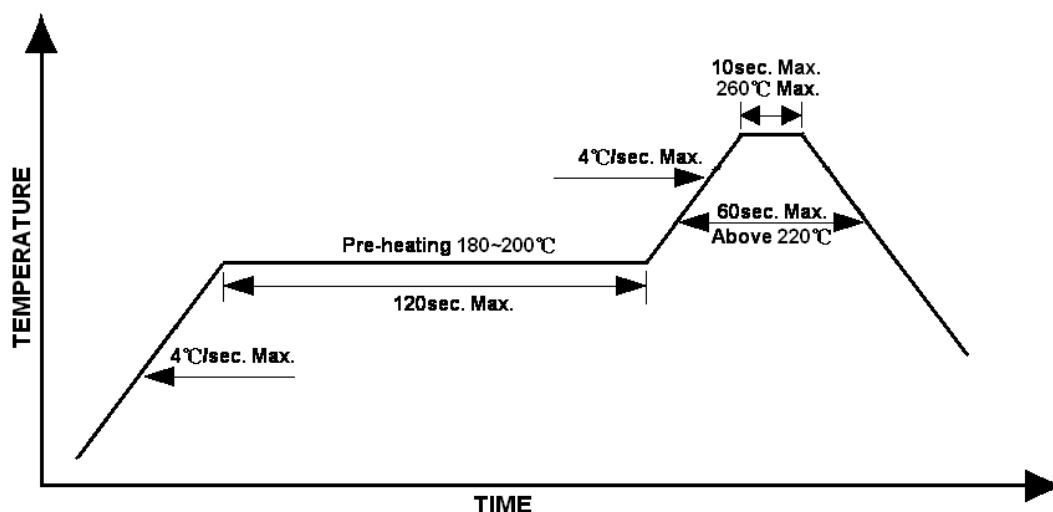 10sec. Max.
260℃ Max.
4℃/sec. Max.
60sec. Max.
Above 220℃
Pre-heating 180~200℃
120sec. Max.
4℃/sec. Max.
TEMPERATURE
TIME